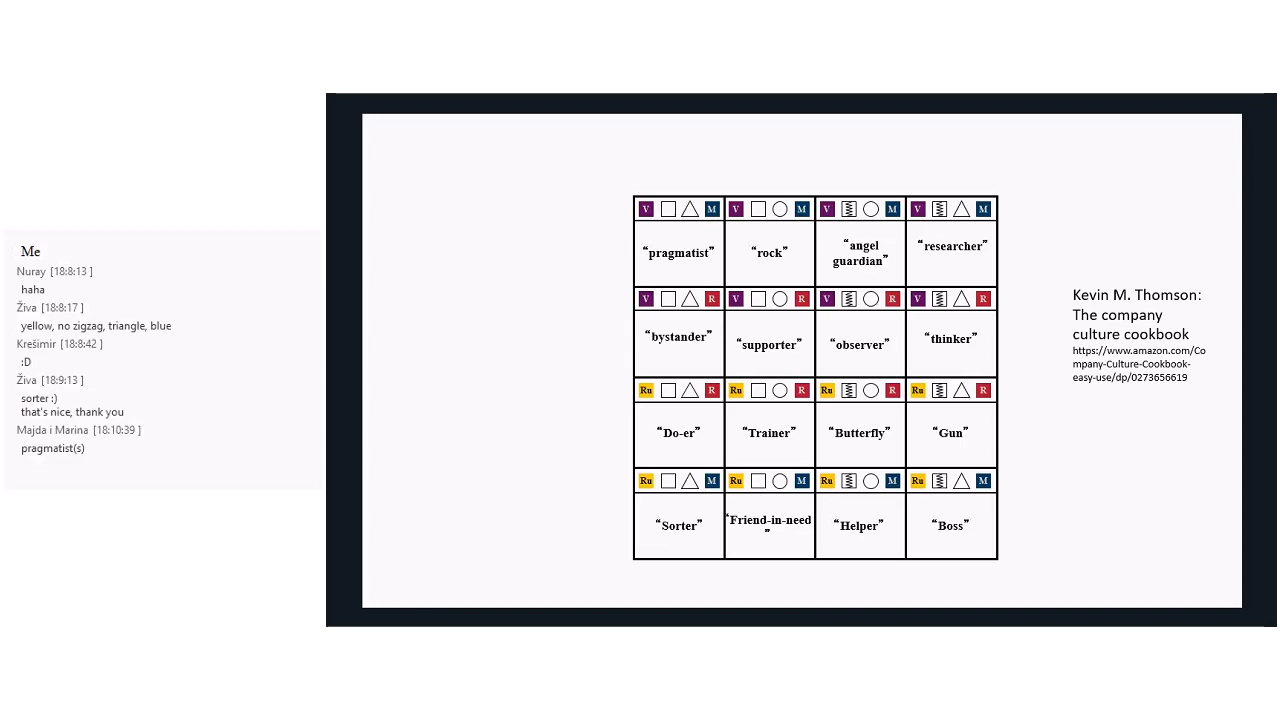 Me
Nuray [18:8:13 ]
haha
Živa [18:8:17 ]
yellow, no zigzag, triangle, blue
Krešimir [18:8:42 ]
:D
Živa [18:9:13 ]
sorter :)
that's nice, thank you
Majda i Marina [18:10:39 ]
pragmatist(s)
V M V M V M V M
“pragmatist” “rock” “angel guardian” “researcher”
V R V R V R V R
“bystander” “supporter” “observer” “thinker”
Ru R Ru R Ru R Ru R
“Do-er” “Trainer” “Butterfly” “Gun”
Ru M Ru M Ru M Ru M
“Sorter” “Friend-in-need” “Helper” “Boss”
Kevin M. Thomson:
The company
culture cookbook
https://www.amazon.com/Co
mpany-Culture-Cookbook-
easy-use/dp/0273656619